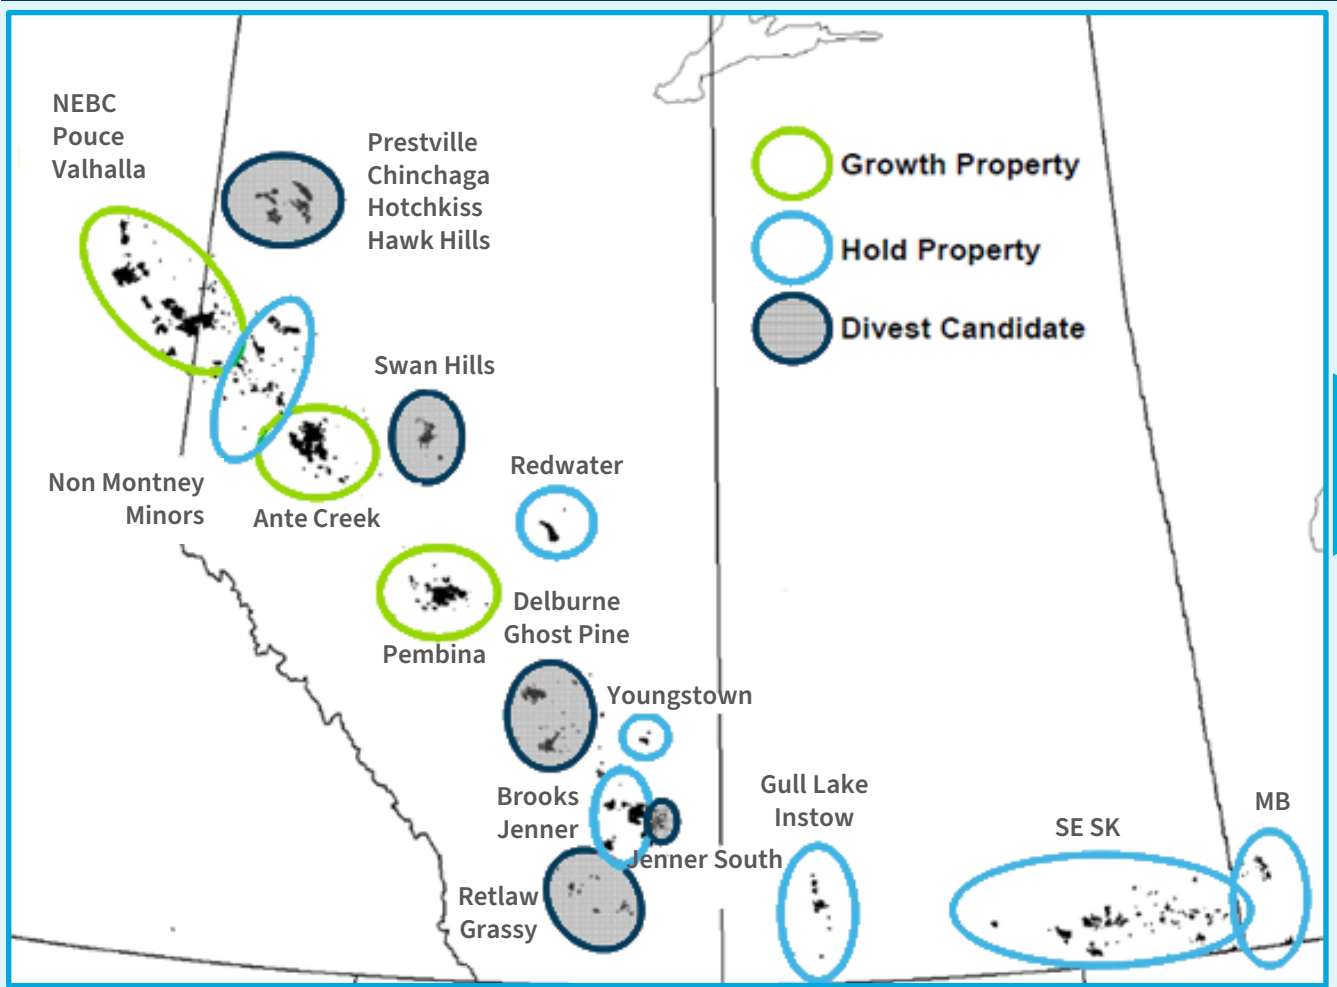 NEBC
Pouce
Valhalla
Prestville
Chinchaga
Hotchkiss
Hawk Hills
Growth Property
Hold Property
Divest Candidate
Swan Hills
Non Montney
Minors
Ante Creek
Redwater
Pembina
Delburne
Ghost Pine
Youngstown
Brooks
Jenner
Jenner South
Retlaw
Grassy
Gull Lake
Instow
SE SK
MB